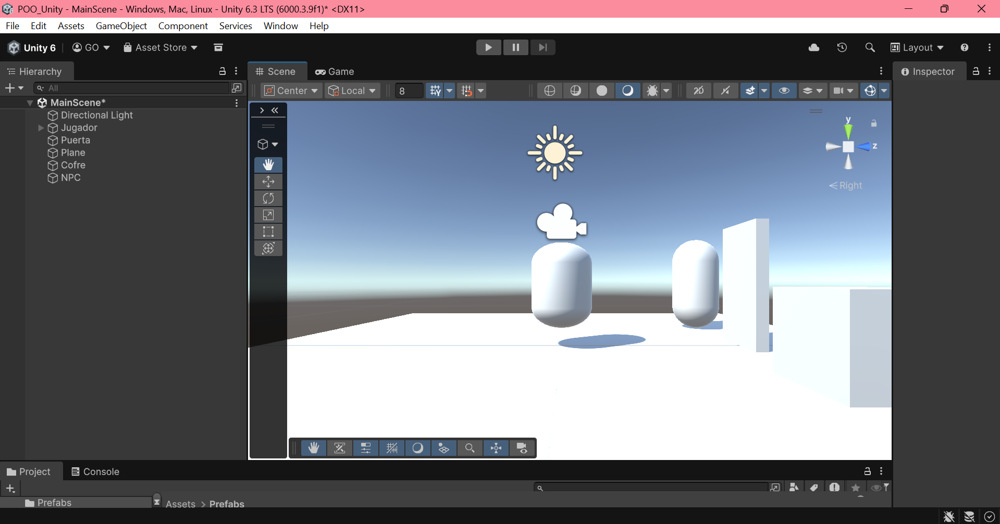 POO_Unity - MainScene - Windows, Mac, Linux - Unity 6.3 LTS (6000.3.9f1)* <DX11>
File Edit Assets GameObject Component Services Window Help
Unity 6 GO Asset Store Layout
Hierarchy
Scene Game
Inspector
All
Center Local 8 2D
MainScene*
Directional Light
Jugador
Puerta
Plane
Cofre
NPC
y
z
Right
Project Console
Prefabs
Assets > Prefabs